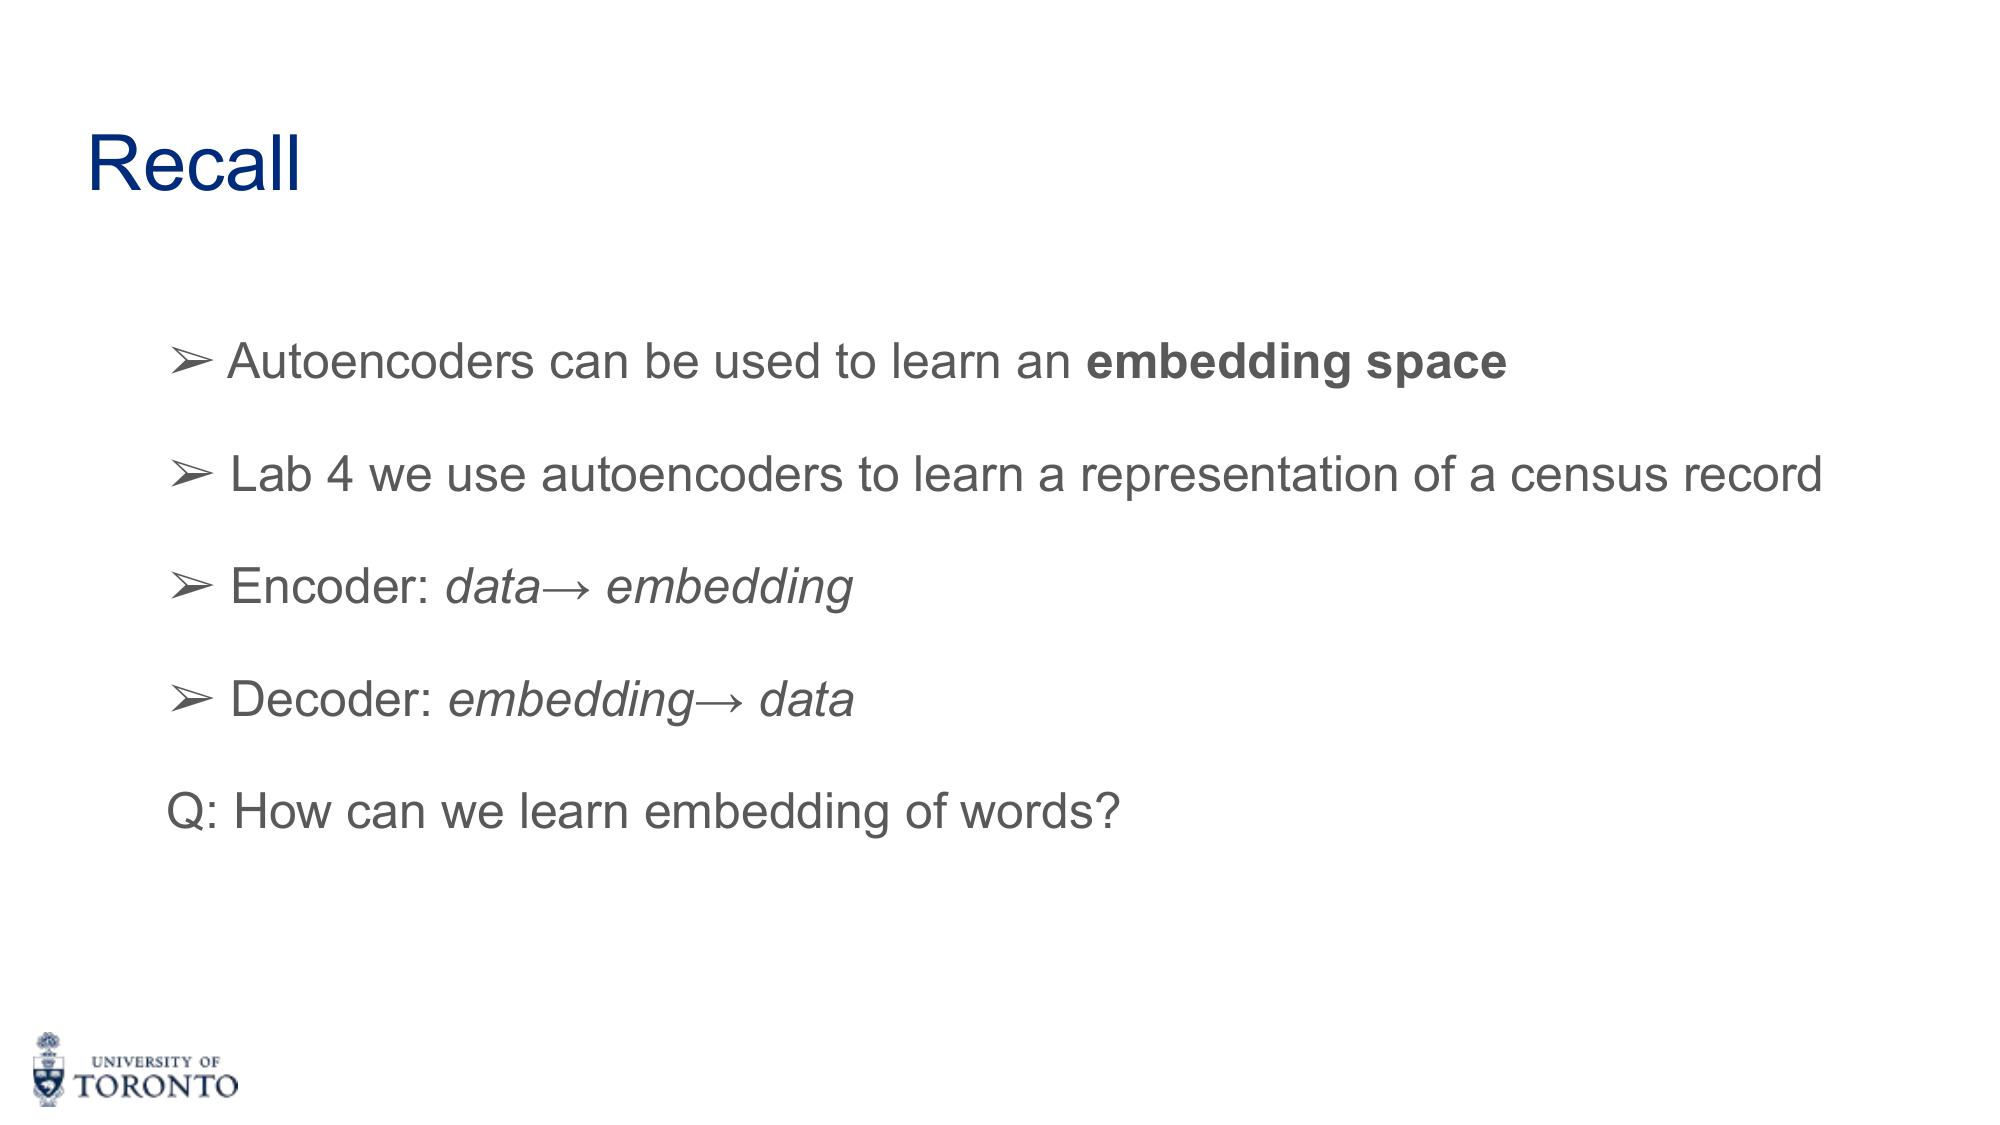 Recall
➢ Autoencoders can be used to learn an embedding space
➢ Lab 4 we use autoencoders to learn a representation of a census record
➢ Encoder: data→ embedding
➢ Decoder: embedding→ data
Q: How can we learn embedding of words?
UNIVERSITY OF
TORONTO